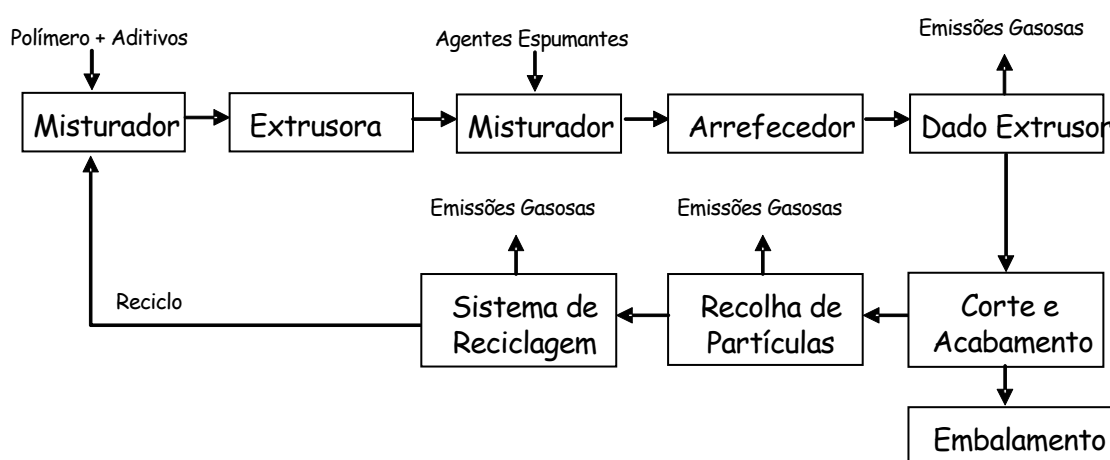 Polímero + Aditivos
Agentes Espumantes
Emissões Gasosas
Misturador
Extrusora
Misturador
Arrefecedor
Dado Extrusor
Emissões Gasosas
Emissões Gasosas
Reciclo
Sistema de
Reciclagem
Recolha de
Partículas
Corte e
Acabamento
Embalamento